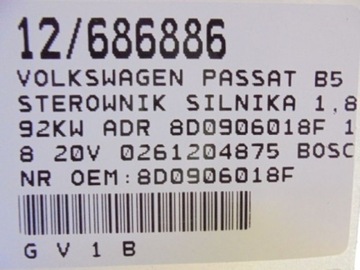 12/686886
VOLKSWAGEN PASSAT B5
STEROWNIK SILNIKA 1,8
92KW ADR 8D0906018F 1
8 20V 0261204875 BOSC
NR OEM:8D0906018F
G V 1 B